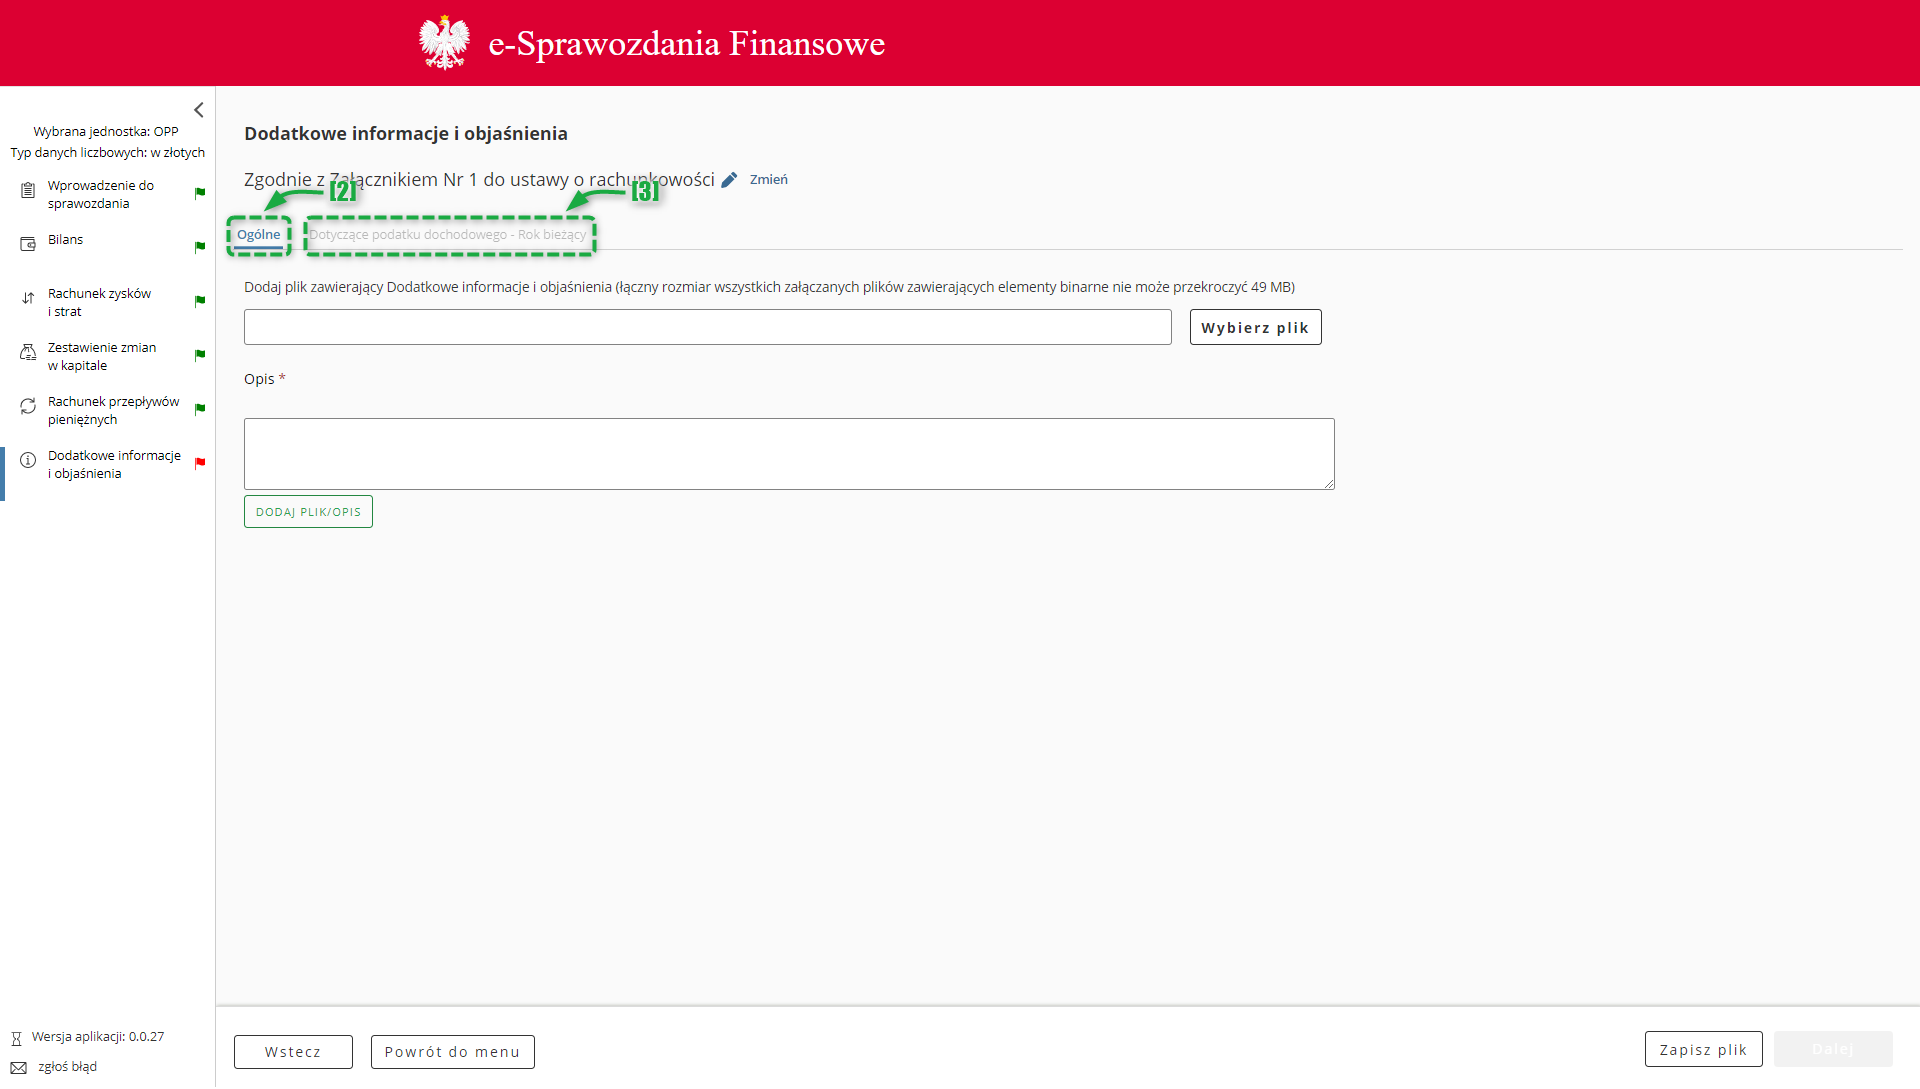 e-Sprawozdania Finansowe
Wybrana jednostka: OPP
Typ danych liczbowych: w złotych
Wprowadzenie do
sprawozdania
Bilans
Rachunek zysków
i strat
Zestawienie zmian
w kapitale
Rachunek przepływów
pieniężnych
Dodatkowe informacje
i objaśnienia
Wersja aplikacji: 0.0.27
zgłoś błąd
Dodatkowe informacje i objaśnienia
Zgodnie z Załącznikiem Nr 1 do ustawy o rachunkowości Zmień
[2] [3]
Ogólne Dotyczące podatku dochodowego - Rok bieżący
Dodaj plik zawierający Dodatkowe informacje i objaśnienia (łączny rozmiar wszystkich załączanych plików zawierających elementy binarne nie może przekroczyć 49 MB)
Wybierz plik
Opis *
DODAJ PLIK/OPIS
Wstecz Powrót do menu Zapisz plik Dalej